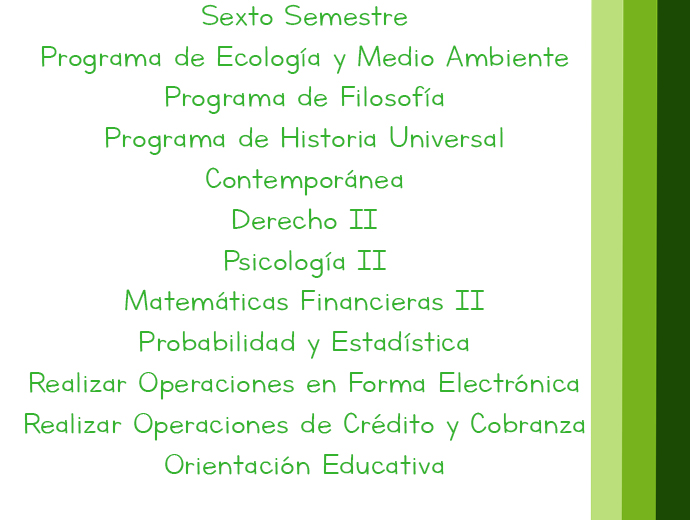 Sexto Semestre
Programa de Ecología y Medio Ambiente
Programa de Filosofía
Programa de Historia Universal
Contemporánea
Derecho II
Psicología II
Matemáticas Financieras II
Probabilidad y Estadística
Realizar Operaciones en Forma Electrónica
Realizar Operaciones de Crédito y Cobranza
Orientación Educativa